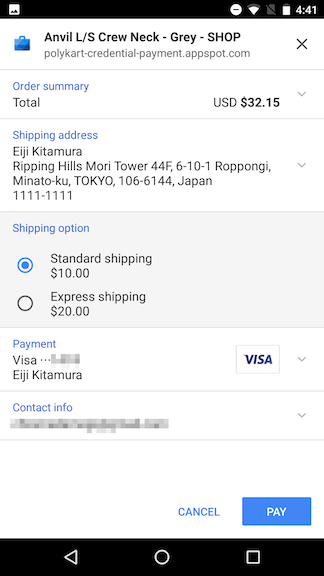 4:41
Anvil L/S Crew Neck - Grey - SHOP
polykart-credential-payment.appspot.com
Order summary
Total USD $32.15
Shipping address
Eiji Kitamura
Ripping Hills Mori Tower 44F, 6-10-1 Roppongi,
Minato-ku, TOKYO, 106-6144, Japan
1111-1111
Shipping option
Standard shipping
$10.00
Express shipping
$20.00
Payment
Visa ···
VISA
Eiji Kitamura
Contact info
CANCEL PAY